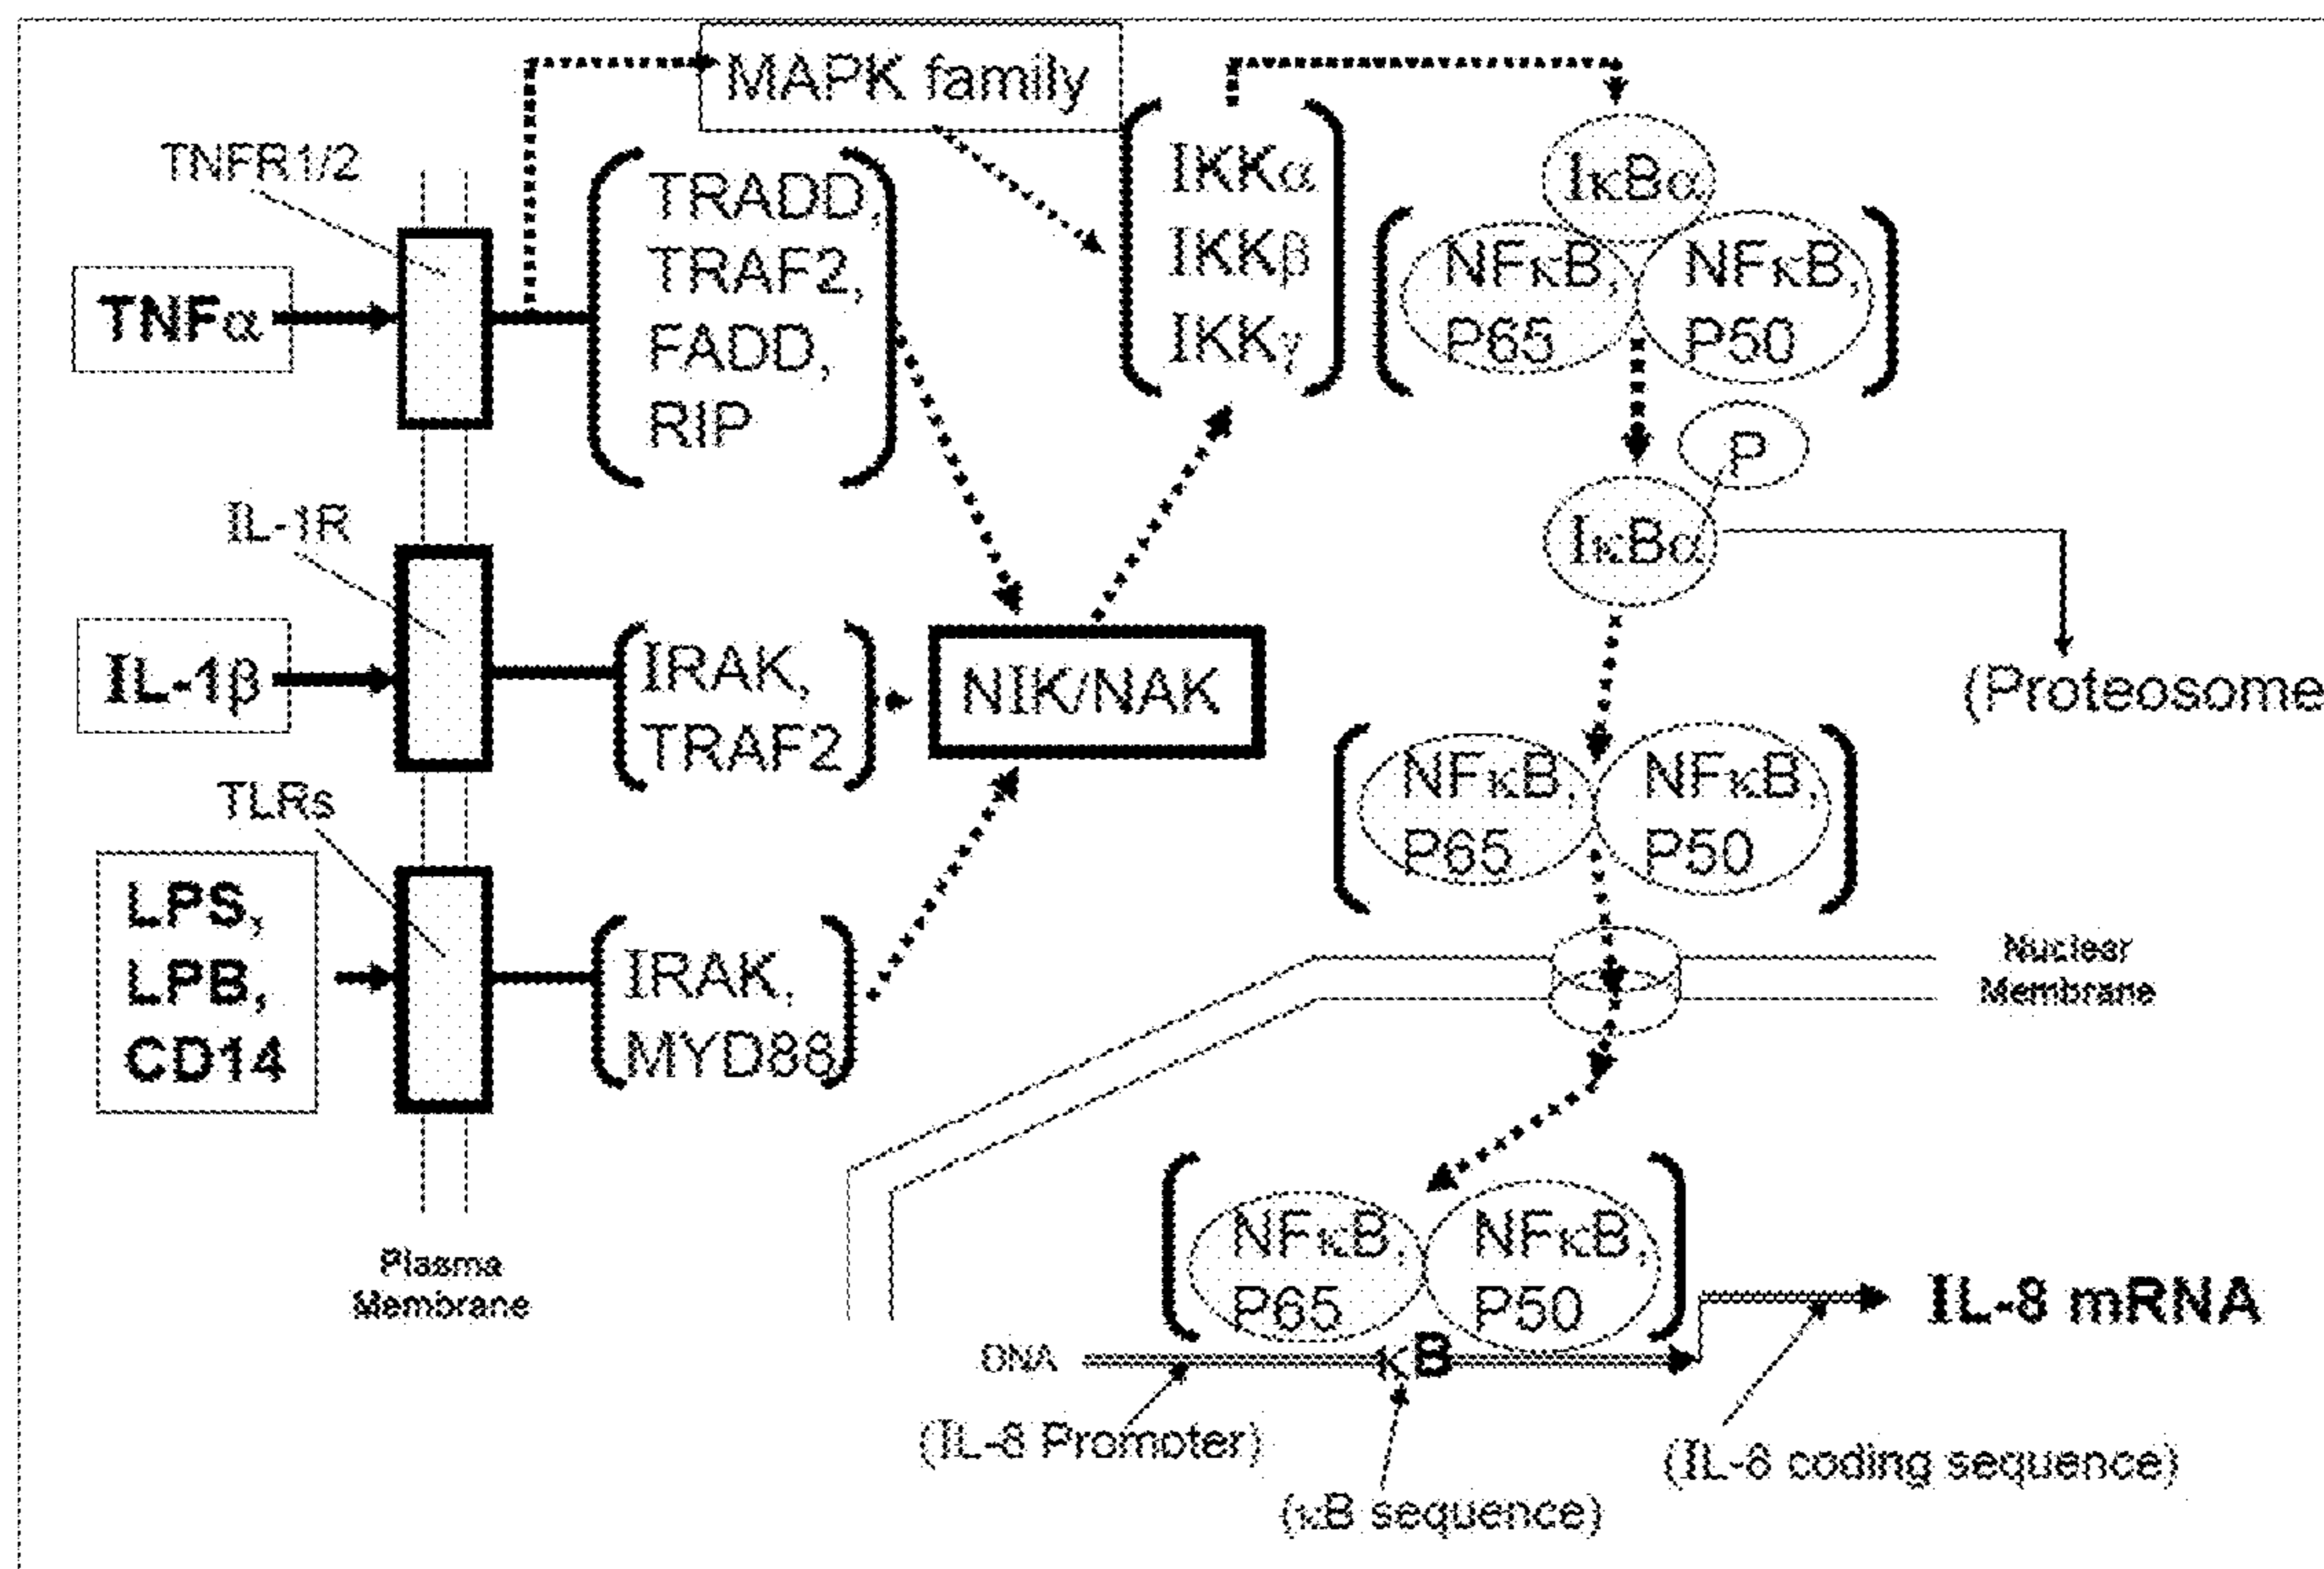 MAPK family
TNFR1/2
TNFα
TRADD,
TRAF2,
FADD,
RIP
IKKα
IKKβ
IKKγ
IκBα
NFκB,
P65
NFκB,
P50
P
IκBα
(Proteosome
IL-1R
IL-1β
IRAK,
TRAF2
NIK/NAK
TLRs
LPS,
LPB,
CD14
IRAK,
MYD88
NFκB,
P65
NFκB,
P50
Nuclear
Membrane
Plasma
Membrane
NFκB,
P65
NFκB,
P50
IL-8 mRNA
DNA
κB
(IL-8 Promoter)
(IL-8 coding sequence)
(κB sequence)